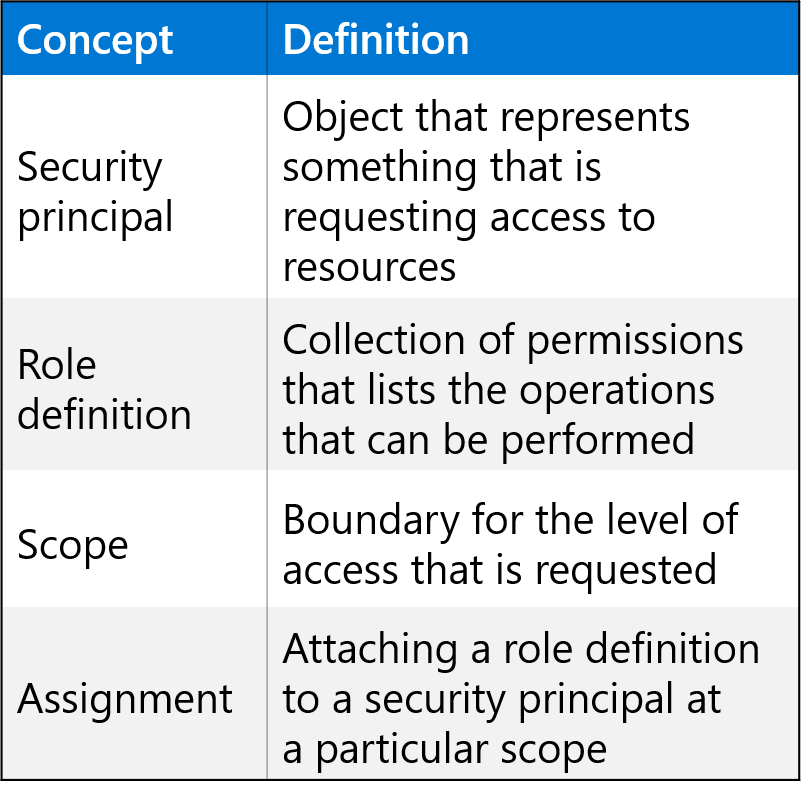 Concept
Definition
Security
principal
Object that represents
something that is
requesting access to
resources
Role
definition
Collection of permissions
that lists the operations
that can be performed
Scope
Boundary for the level of
access that is requested
Assignment
Attaching a role definition
to a security principal at
a particular scope